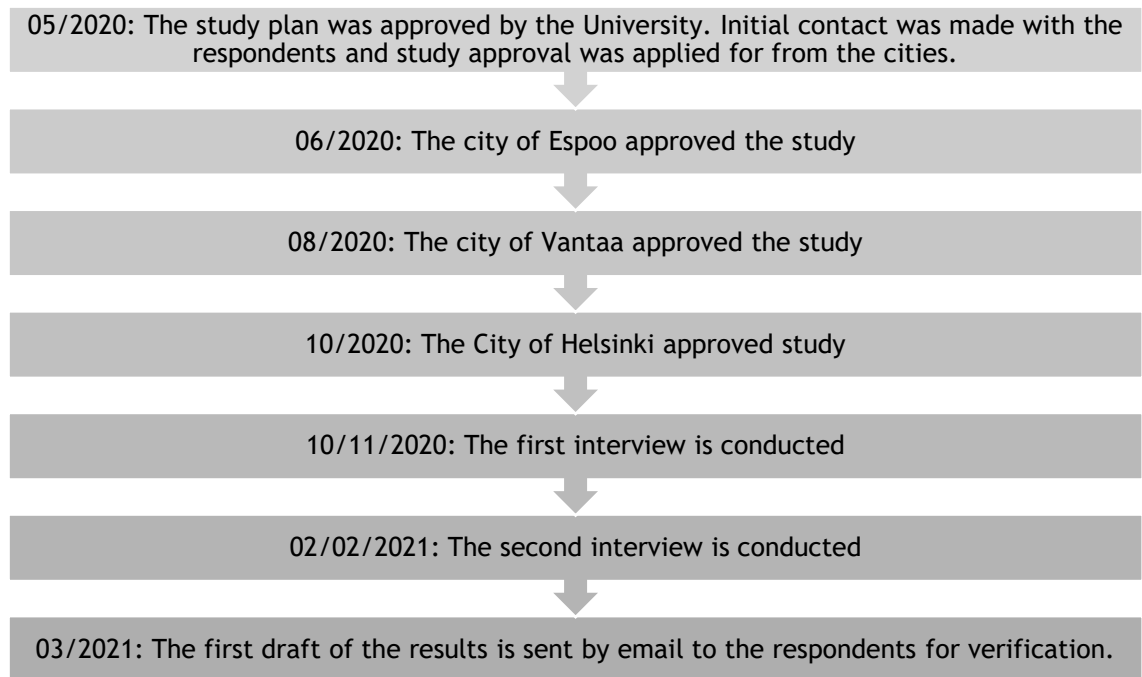 05/2020: The study plan was approved by the University. Initial contact was made with the
respondents and study approval was applied for from the cities.
06/2020: The city of Espoo approved the study
08/2020: The city of Vantaa approved the study
10/2020: The City of Helsinki approved study
10/11/2020: The first interview is conducted
02/02/2021: The second interview is conducted
03/2021: The first draft of the results is sent by email to the respondents for verification.